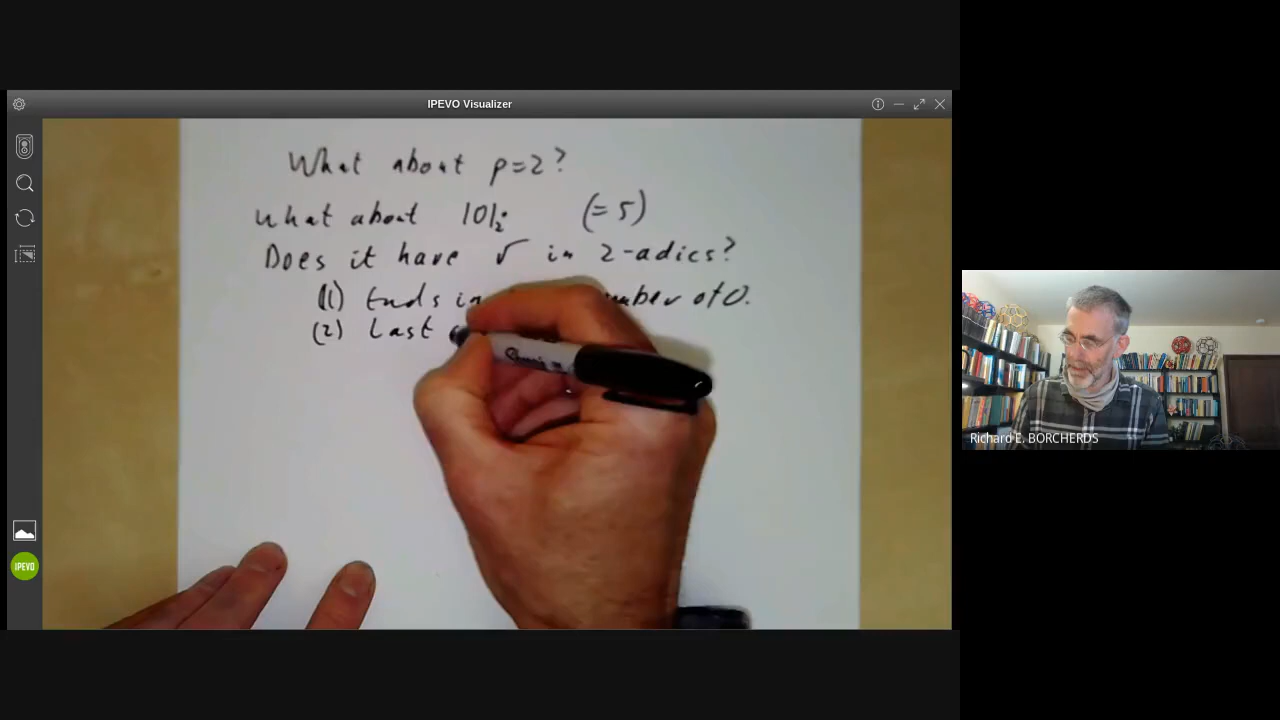 IPEVO Visualizer
What about p=2?
What about 101₂. (=5)
Does it have √ in 2-adics?
(1) Ends in number of 0.
(2) Last
Richard E. BORCHERDS
IPEVO